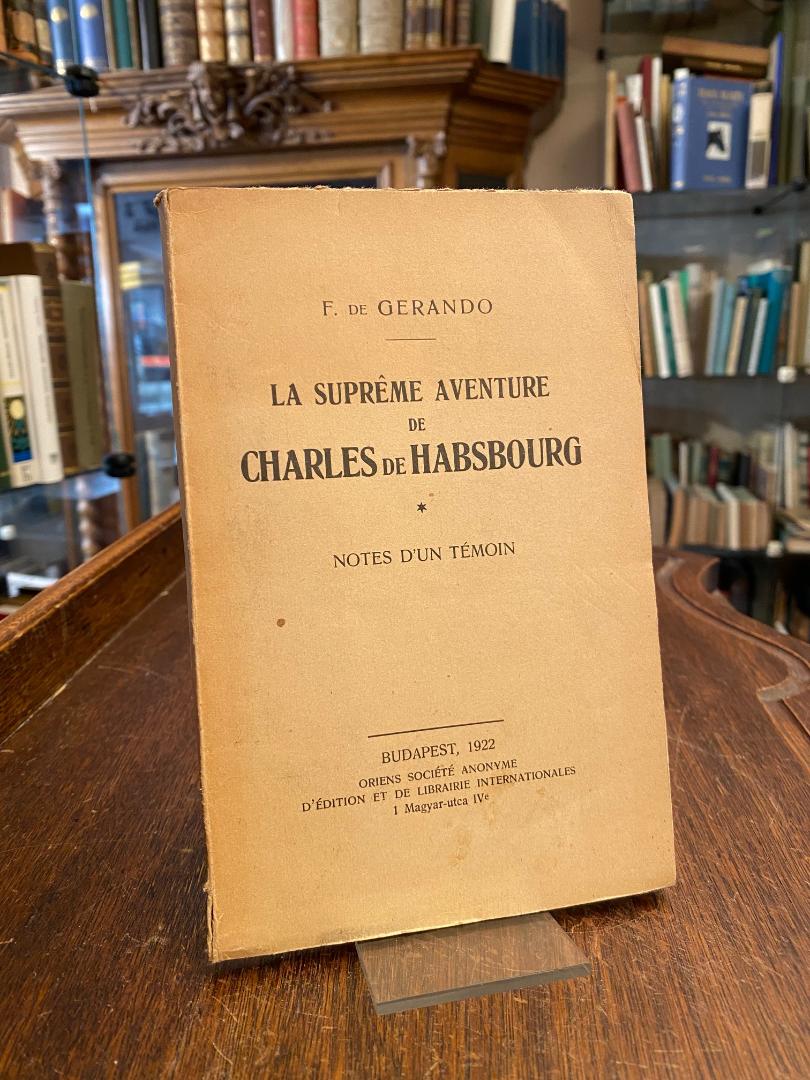 F. DE GERANDO
LA SUPRÊME AVENTURE
DE
CHARLES DE HABSBOURG
*
NOTES D'UN TÉMOIN
BUDAPEST, 1922
ORIENS SOCIÉTÉ ANONYME
D'ÉDITION ET DE LIBRAIRIE INTERNATIONALES
1 Magyar-utca IVe